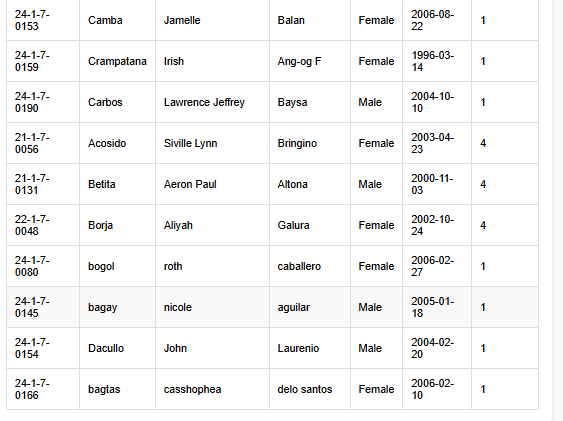 24-1-7-0153 Camba Jamelle Balan Female 2006-08-22 1
24-1-7-0159 Crampatana Irish Ang-og F Female 1996-03-14 1
24-1-7-0190 Carbos Lawrence Jeffrey Baysa Male 2004-10-10 1
21-1-7-0056 Acosido Siville Lynn Bringino Female 2003-04-23 4
21-1-7-0131 Betita Aeron Paul Altona Male 2000-11-03 4
22-1-7-0048 Borja Aliyah Galura Female 2002-10-24 4
24-1-7-0080 bogol roth caballero Female 2006-02-27 1
24-1-7-0145 bagay nicole aguilar Male 2005-01-18 1
24-1-7-0154 Dacullo John Laurenio Male 2004-02-20 1
24-1-7-0166 bagtas casshophea delo santos Female 2006-02-10 1